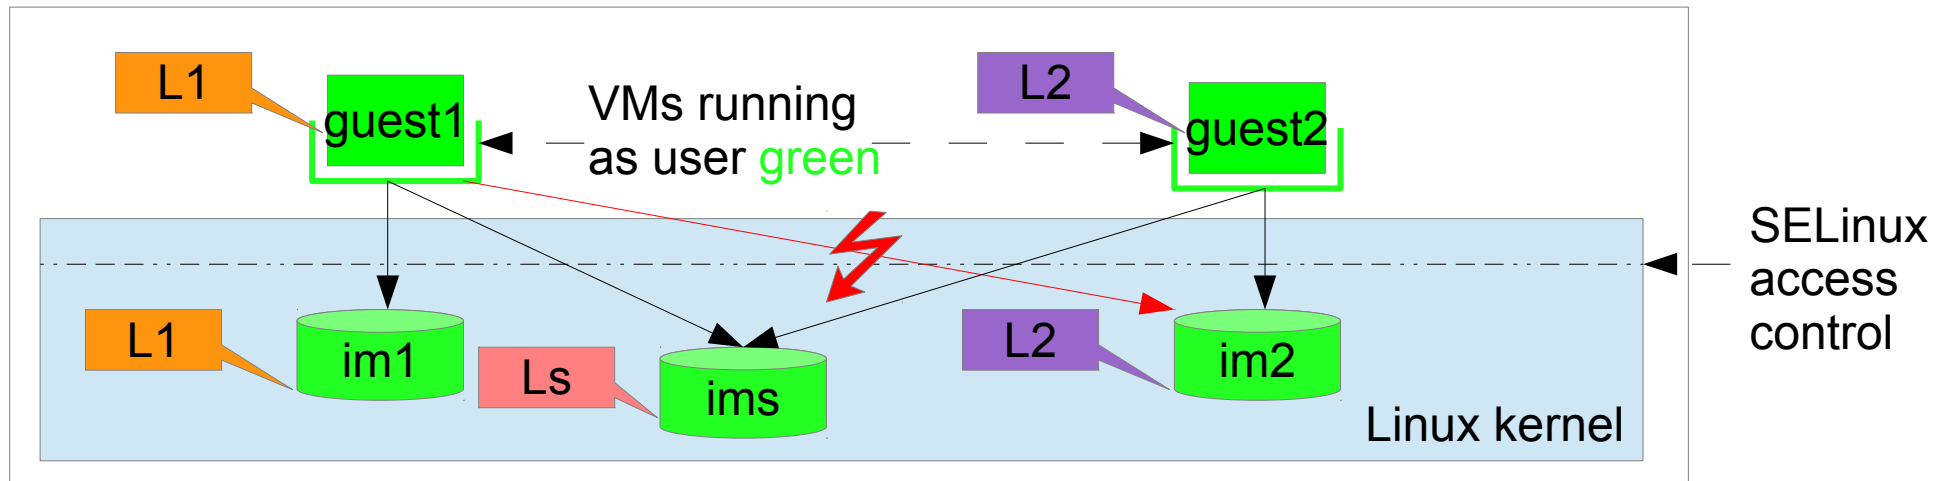 L1
guest1
VMs running
as user green
L2
guest2
SELinux
access
control
L1
im1
Ls
ims
L2
im2
Linux kernel